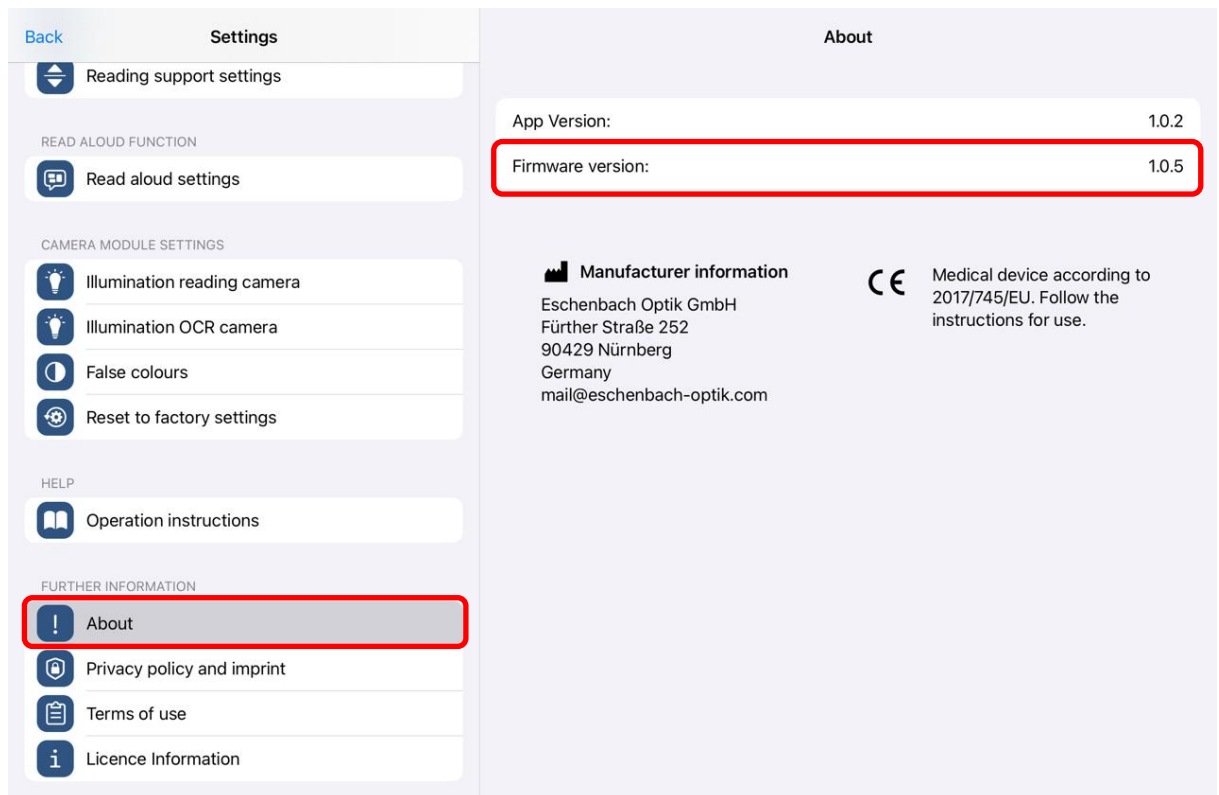 Back
Settings
Reading support settings
READ ALOUD FUNCTION
Read aloud settings
CAMERA MODULE SETTINGS
Illumination reading camera
Illumination OCR camera
False colours
Reset to factory settings
HELP
Operation instructions
FURTHER INFORMATION
About
Privacy policy and imprint
Terms of use
Licence Information
About
App Version: 1.0.2
Firmware version: 1.0.5
Manufacturer information
Eschenbach Optik GmbH
Fürther Straße 252
90429 Nürnberg
Germany
mail@eschenbach-optik.com
CE
Medical device according to
2017/745/EU. Follow the
instructions for use.